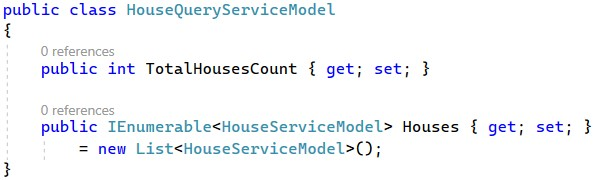 public class HouseQueryServiceModel
{
0 references
public int TotalHousesCount { get; set; }
0 references
public IEnumerable<HouseServiceModel> Houses { get; set; }
= new List<HouseServiceModel>();
}